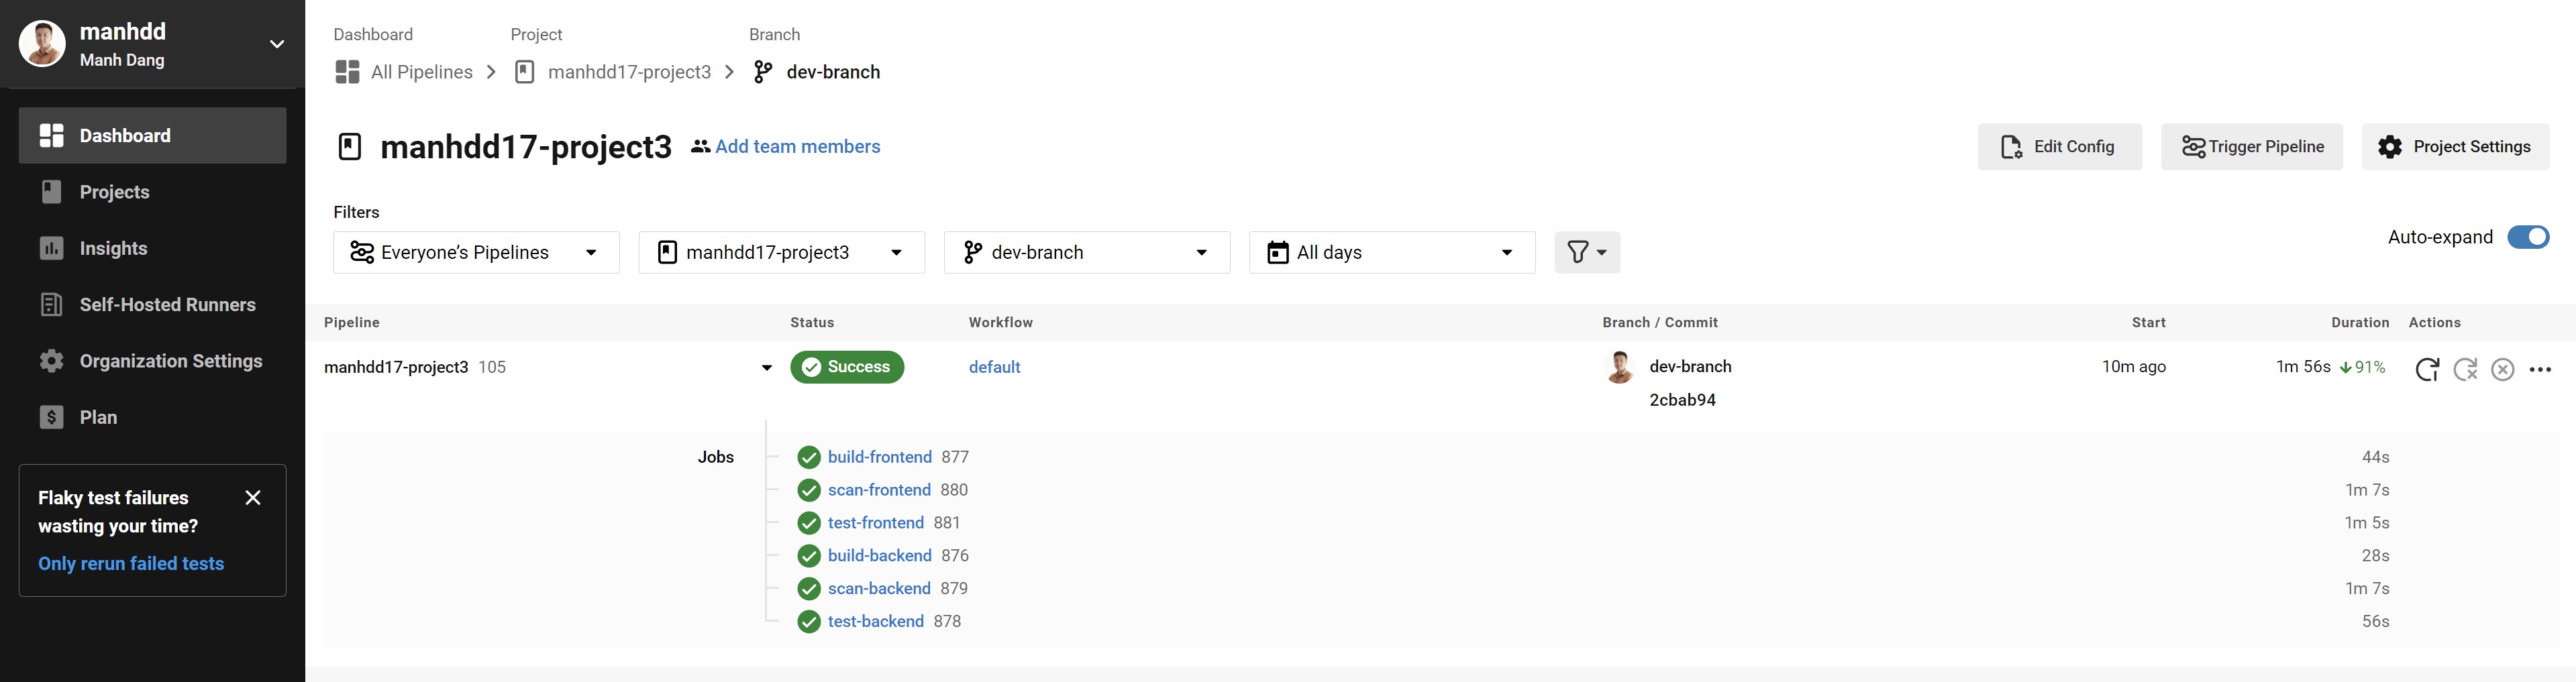 manhdd
Manh Dang
Dashboard
Projects
Insights
Self-Hosted Runners
Organization Settings
Plan
Flaky test failures
wasting your time?
Only rerun failed tests
Dashboard Project Branch
All Pipelines manhdd17-project3 dev-branch
manhdd17-project3 Add team members Edit Config Trigger Pipeline Project Settings
Filters
Everyone’s Pipelines manhdd17-project3 dev-branch All days Auto-expand
Pipeline Status Workflow Branch / Commit Start Duration Actions
manhdd17-project3 105 Success default dev-branch 10m ago 1m 56s 91%
2cbab94
Jobs build-frontend 877 44s
scan-frontend 880 1m 7s
test-frontend 881 1m 5s
build-backend 876 28s
scan-backend 879 1m 7s
test-backend 878 56s